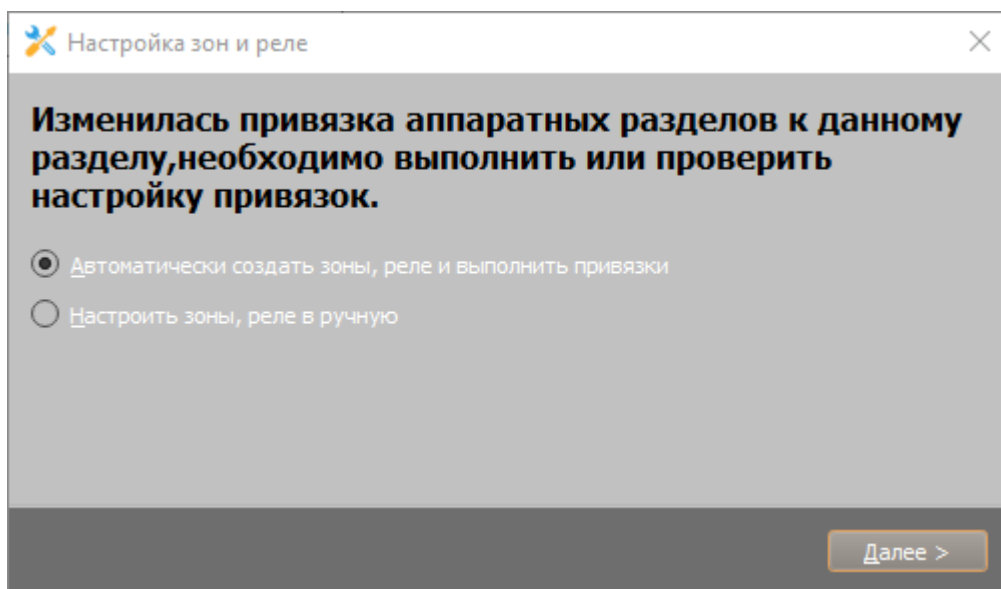 Настройка зон и реле
Изменилась привязка аппаратных разделов к данному
разделу,необходимо выполнить или проверить
настройку привязок.
Автоматически создать зоны, реле и выполнить привязки
Настроить зоны, реле в ручную
Далее >